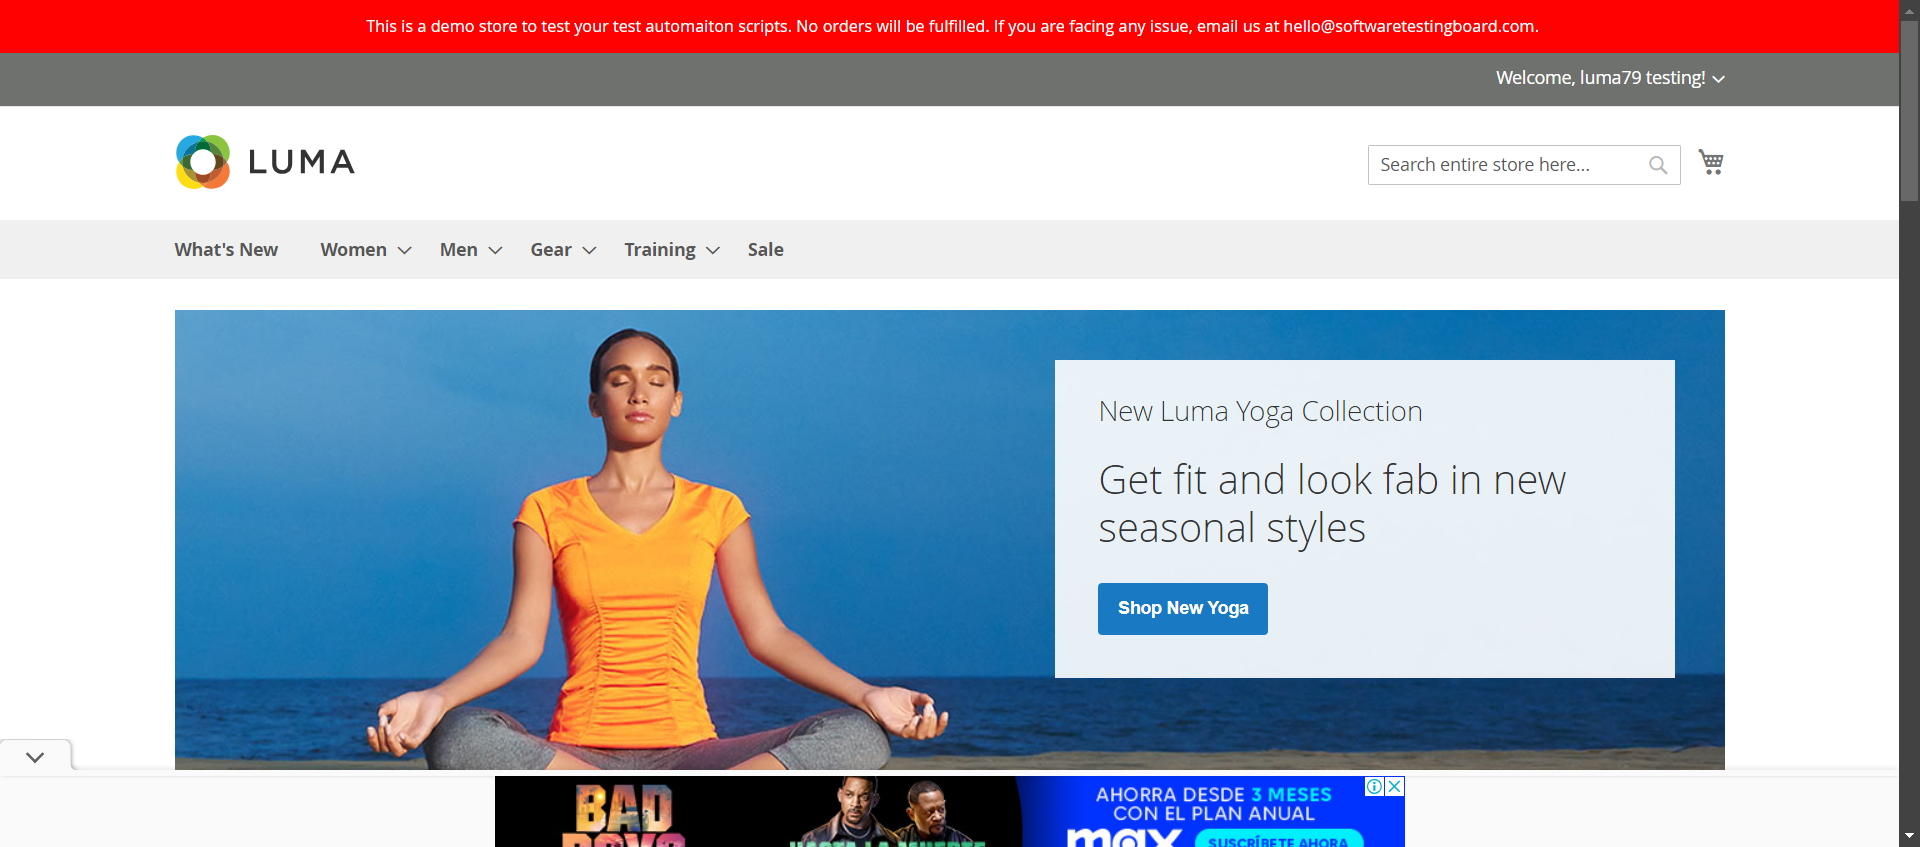 This is a demo store to test your test automaiton scripts. No orders will be fulfilled. If you are facing any issue, email us at hello@softwaretestingboard.com.
Welcome, luma79 testing!
LUMA
Search entire store here...
What's New
Women
Men
Gear
Training
Sale
New Luma Yoga Collection
Get fit and look fab in new
seasonal styles
Shop New Yoga
BAD
BOYS
HASTA LA MUERTE
AHORRA DESDE 3 MESES
CON EL PLAN ANUAL
max
SUSCRÍBETE AHORA